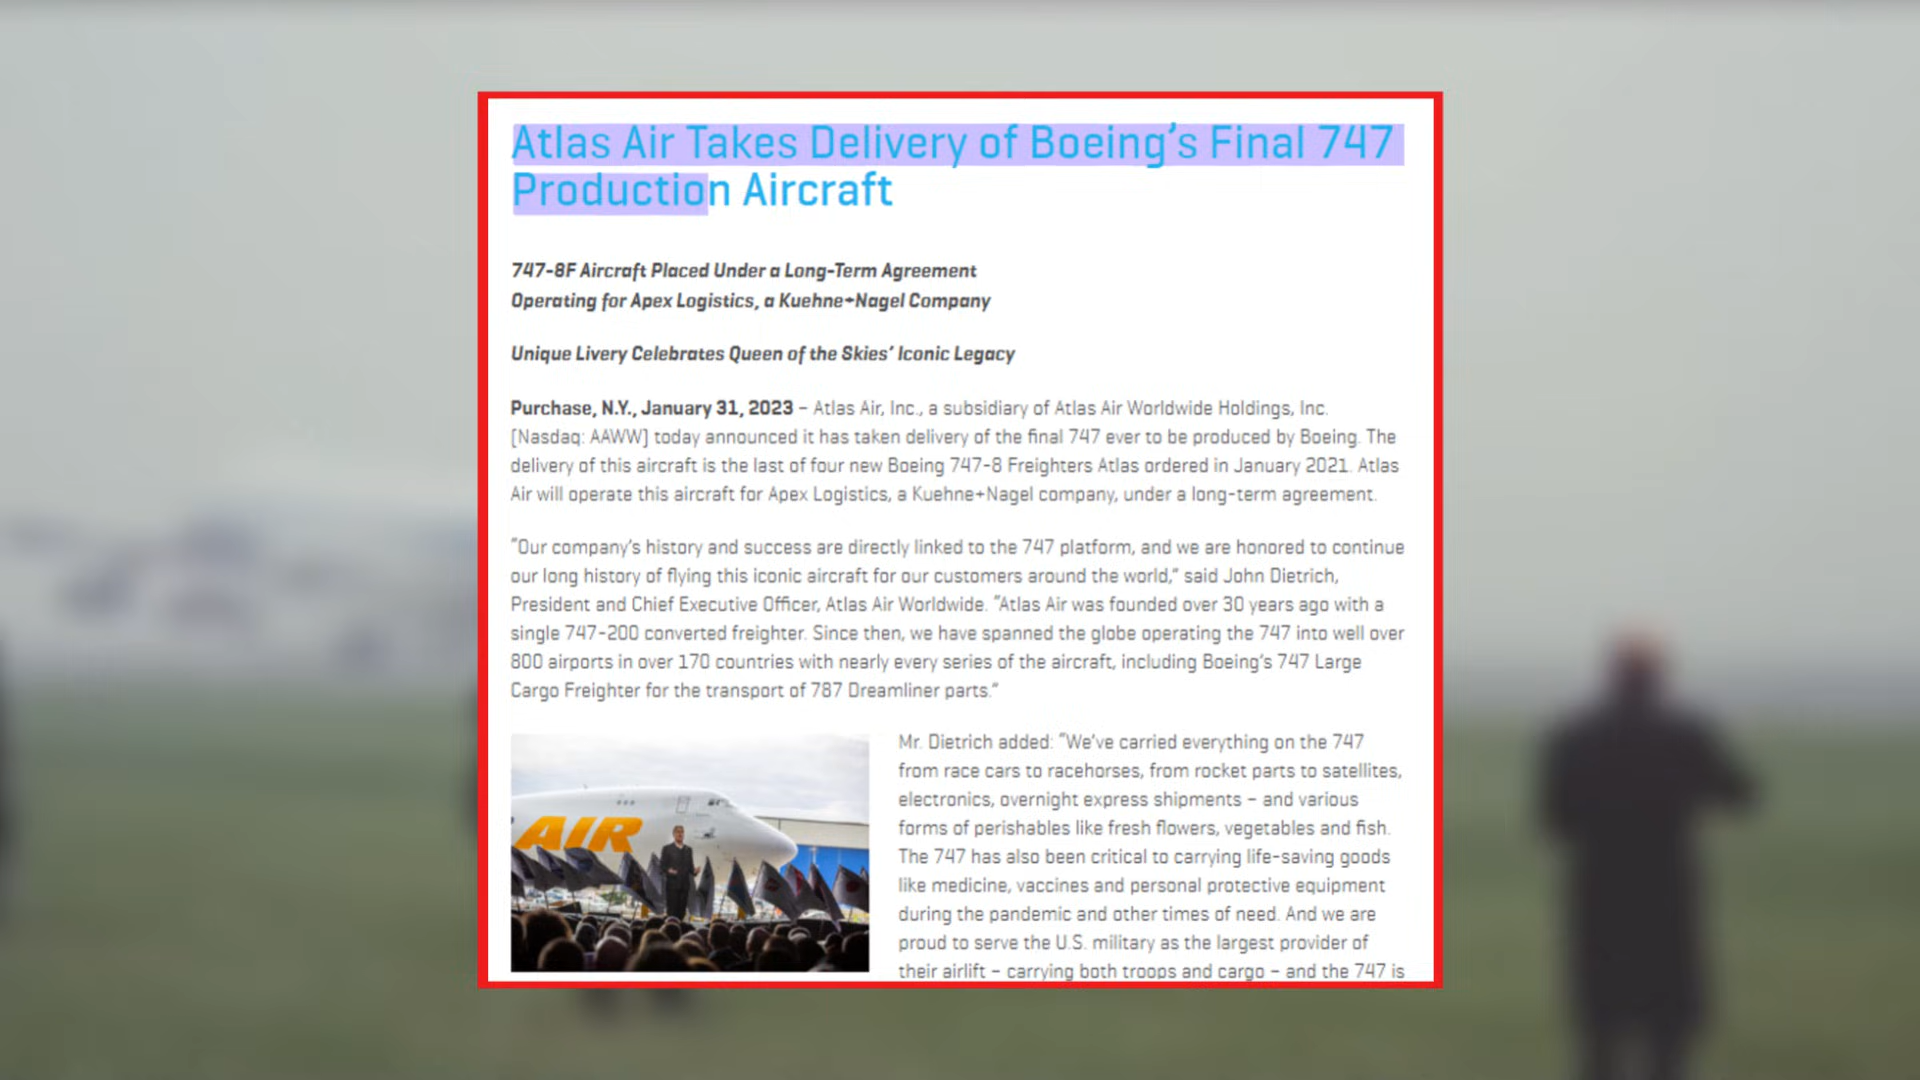 Atlas Air Takes Delivery of Boeing's Final 747
Production Aircraft
747-8F Aircraft Placed Under a Long-Term Agreement
Operating for Apex Logistics, a Kuehne+Nagel Company
Unique Livery Celebrates Queen of the Skies' Iconic Legacy
Purchase, N.Y., January 31, 2023 – Atlas Air, Inc., a subsidiary of Atlas Air Worldwide Holdings, Inc.
(Nasdaq: AAWW) today announced it has taken delivery of the final 747 ever to be produced by Boeing. The
delivery of this aircraft is the last of four new Boeing 747-8 Freighters Atlas ordered in January 2021. Atlas
Air will operate this aircraft for Apex Logistics, a Kuehne+Nagel company, under a long-term agreement.
"Our company's history and success are directly linked to the 747 platform, and we are honored to continue
our long history of flying this iconic aircraft for our customers around the world," said John Dietrich,
President and Chief Executive Officer, Atlas Air Worldwide. "Atlas Air was founded over 30 years ago with a
single 747-200 converted freighter. Since then, we have spanned the globe operating the 747 into well over
800 airports in over 170 countries with nearly every series of the aircraft, including Boeing's 747 Large
Cargo Freighter for the transport of 787 Dreamliner parts."
AIR
Mr. Dietrich added: "We've carried everything on the 747
from race cars to racehorses, from rocket parts to satellites,
electronics, overnight express shipments – and various
forms of perishables like fresh flowers, vegetables and fish.
The 747 has also been critical to carrying life-saving goods
like medicine, vaccines and personal protective equipment
during the pandemic and other times of need. And we are
proud to serve the U.S. military as the largest provider of
their airlift – carrying both troops and cargo – and the 747 is